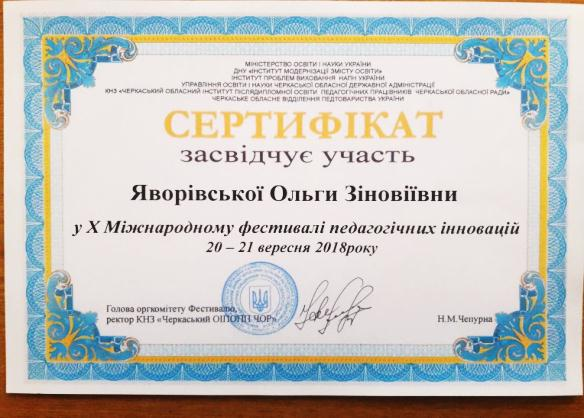 МІНІСТЕРСТВО ОСВІТИ І НАУКИ УКРАЇНИ
ДНУ «ІНСТИТУТ МОДЕРНІЗАЦІЇ ЗМІСТУ ОСВІТИ»
ІНСТИТУТ ПРОБЛЕМ ВИХОВАННЯ НАПН УКРАЇНИ
УПРАВЛІННЯ ОСВІТИ І НАУКИ ЧЕРКАСЬКОЇ ОБЛАСНОЇ ДЕРЖАВНОЇ АДМІНІСТРАЦІЇ
КНЗ «ЧЕРКАСЬКИЙ ОБЛАСНИЙ ІНСТИТУТ ПІСЛЯДИПЛОМНОЇ ОСВІТИ ПЕДАГОГІЧНИХ ПРАЦІВНИКІВ ЧЕРКАСЬКОЇ ОБЛАСНОЇ РАДИ»
ЧЕРКАСЬКЕ ОБЛАСНЕ ВІДДІЛЕННЯ ПЕДТОВАРИСТВА УКРАЇНИ
СЕРТИФІКАТ
засвідчує участь
Яворівської Ольги Зіновіївни
у X Міжнародному фестивалі педагогічних інновацій
20 – 21 вересня 2018року
Голова оргкомітету Фестивалю,
ректор КНЗ «Черкаський ОІПОПП ЧОР»
Н.М.Чепурна